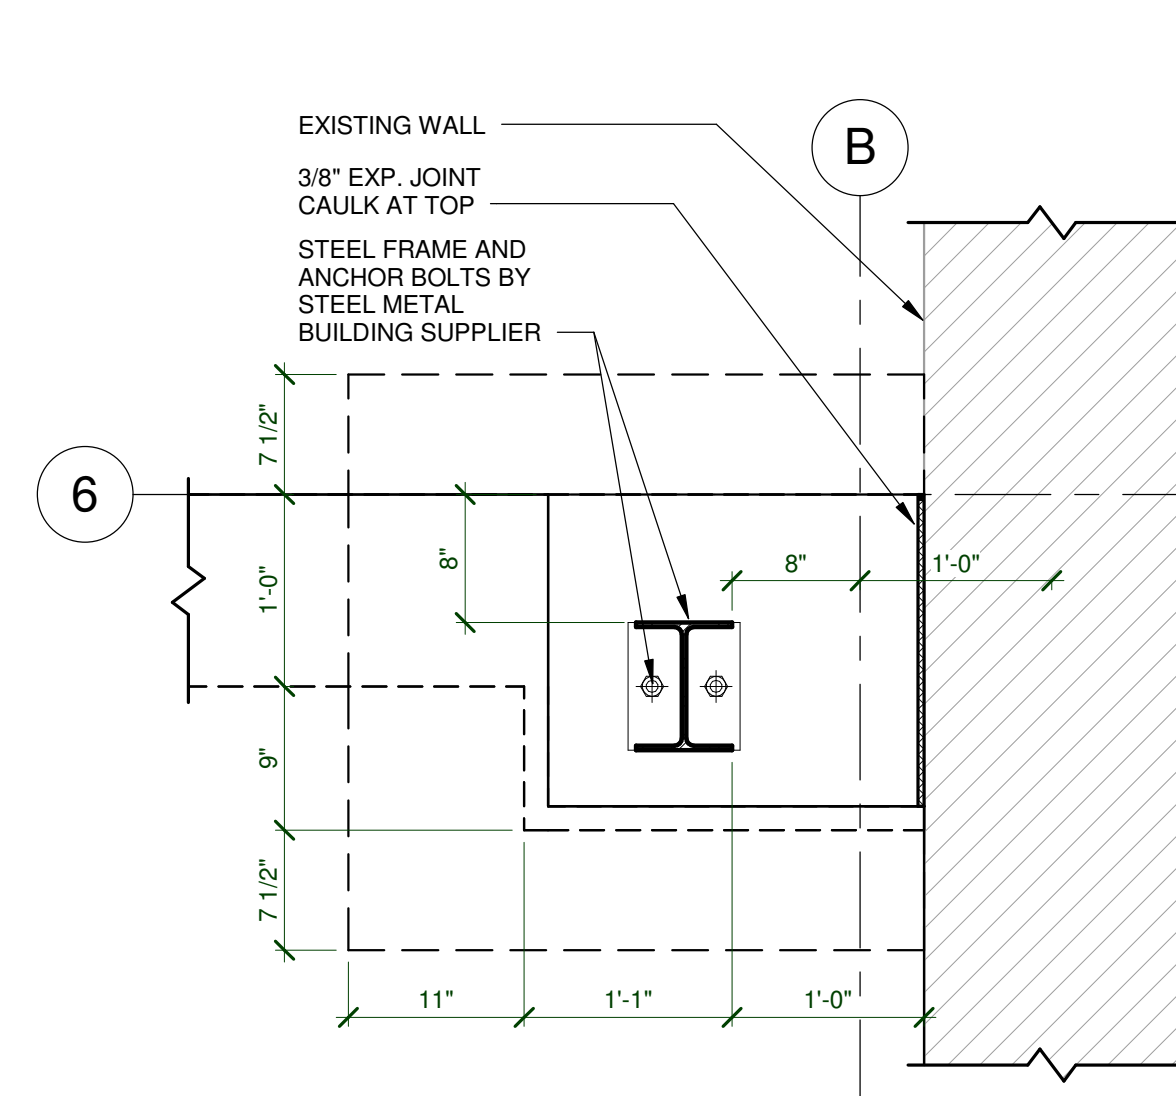 EXISTING WALL
B
3/8" EXP. JOINT
CAULK AT TOP
STEEL FRAME AND
ANCHOR BOLTS BY
STEEL METAL
BUILDING SUPPLIER
7 1/2"
6
8"
8"
1'-0"
1'-0"
9"
7 1/2"
11"
1'-1"
1'-0"